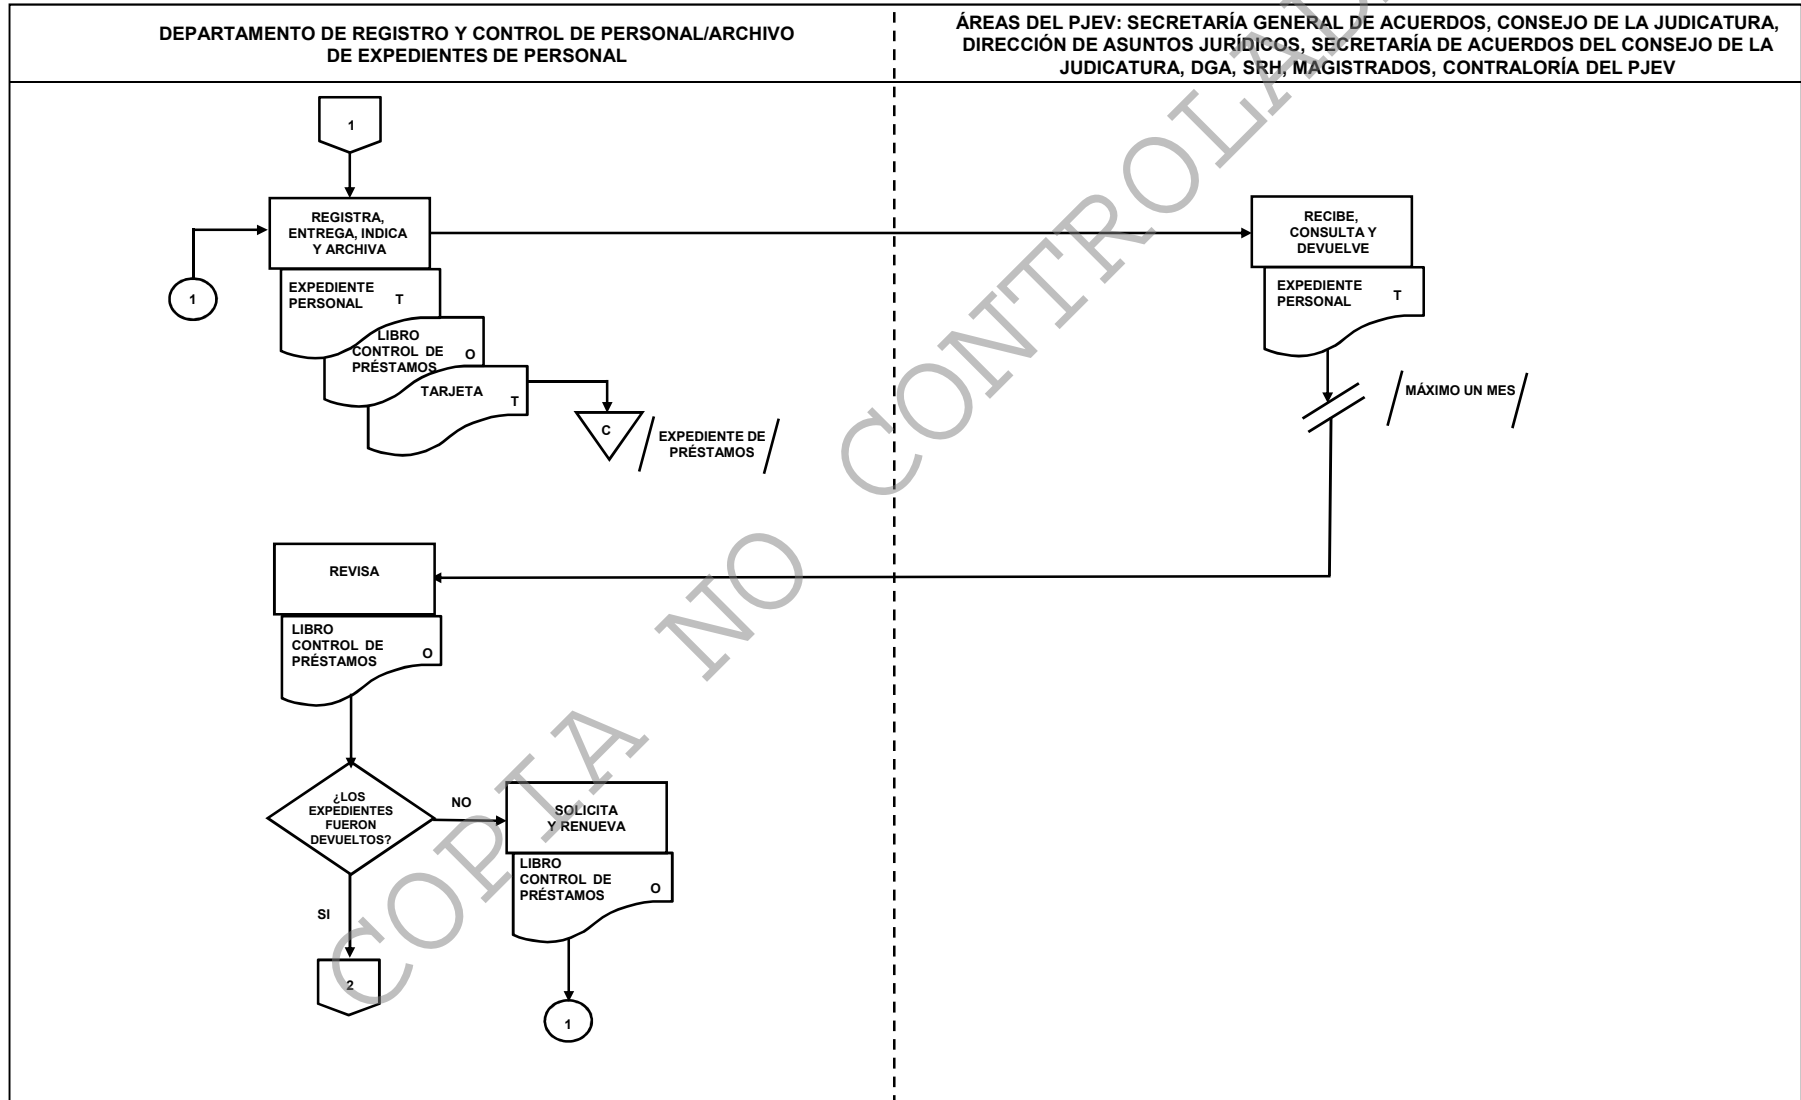 DEPARTAMENTO DE REGISTRO Y CONTROL DE PERSONAL/ARCHIVO
DE EXPEDIENTES DE PERSONAL
ÁREAS DEL PJEV: SECRETARÍA GENERAL DE ACUERDOS, CONSEJO DE LA JUDICATURA,
DIRECCIÓN DE ASUNTOS JURÍDICOS, SECRETARÍA DE ACUERDOS DEL CONSEJO DE LA
JUDICATURA, DGA, SRH, MAGISTRADOS, CONTRALORÍA DEL PJEV
1
REGISTRA,
ENTREGA, INDICA
Y ARCHIVA
1
EXPEDIENTE
PERSONAL T
LIBRO
CONTROL DE
PRÉSTAMOS O
TARJETA
T
C
EXPEDIENTE DE
PRÉSTAMOS
RECIBE,
CONSULTA Y
DEVUELVE
EXPEDIENTE
PERSONAL T
MÁXIMO UN MES
REVISA
LIBRO
CONTROL DE
PRÉSTAMOS O
¿LOS
EXPEDIENTES
FUERON
DEVUELTOS?
NO
SOLICITA
Y RENUEVA
LIBRO
CONTROL DE
PRÉSTAMOS O
SI
2
1
COPIA NO CONTROLAD